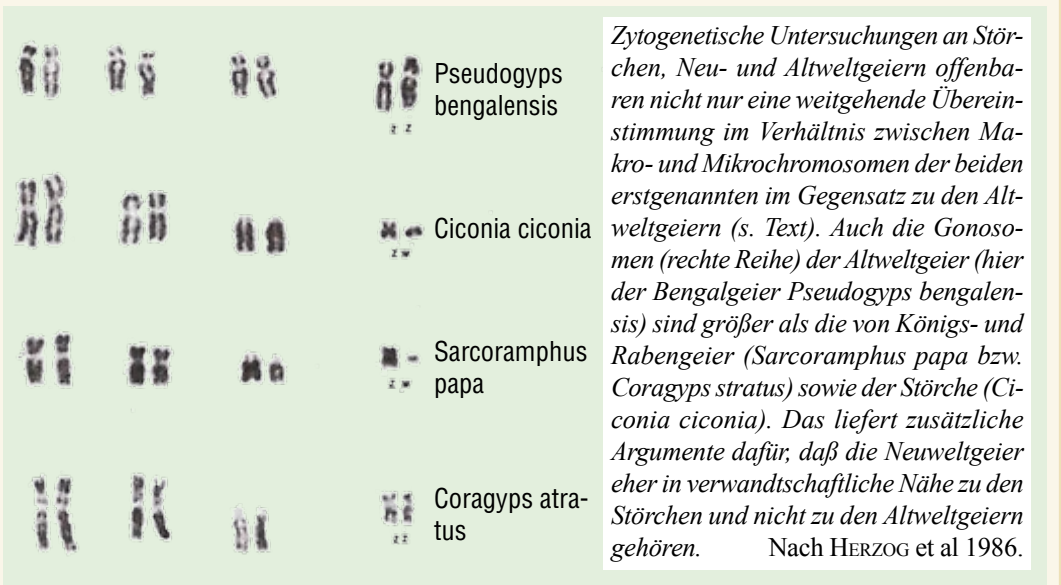 Pseudogyps
bengalensis
z z
Ciconia ciconia
z w
Sarcoramphus
papa
z w
Coragyps atra-
tus
z z
Zytogenetische Untersuchungen an Stör-
chen, Neu- und Altweltgeiern offenba-
ren nicht nur eine weitgehende Überein-
stimmung im Verhältnis zwischen Ma-
kro- und Mikrochromosomen der beiden
erstgenannten im Gegensatz zu den Alt-
weltgeiern (s. Text). Auch die Gonoso-
men (rechte Reihe) der Altweltgeier (hier
der Bengalgeier Pseudogyps bengalen-
sis) sind größer als die von Königs- und
Rabengeier (Sarcoramphus papa bzw.
Coragyps stratus) sowie der Störche (Ci-
conia ciconia). Das liefert zusätzliche
Argumente dafür, daß die Neuweltgeier
eher in verwandtschaftliche Nähe zu den
Störchen und nicht zu den Altweltgeiern
gehören. Nach HERZOG et al 1986.